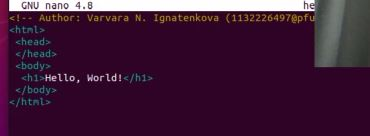 GNU nano 4.8 he
<!-- Author: Varvara N. Ignatenkova (1132226497@pfu
<html>
<head>
</head>
<body>
<h1>Hello, World!</h1>
</body>
</html>